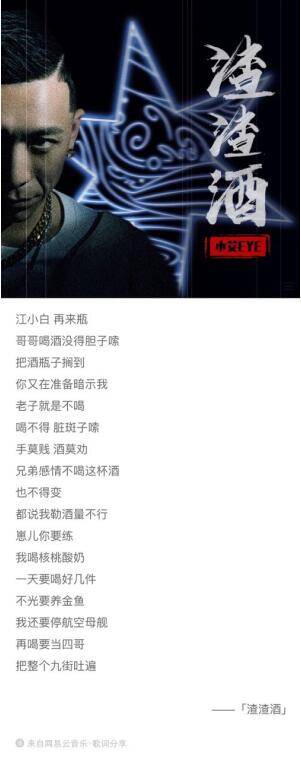 渣渣酒
小艾EYE
江小白 再来瓶
哥哥喝酒没得胆子嗦
把酒瓶子搁到
你又在准备暗示我
老子就是不喝
喝不得 脏斑子嗦
手莫贱 酒莫劝
兄弟感情不喝这杯酒
也不得变
都说我勒酒量不行
崽儿你要练
我喝核桃酸奶
一天要喝好几件
不光要养金鱼
我还要停航空母舰
再喝要当四哥
把整个九街吐遍
——「渣渣酒」
来自网易云音乐·歌词分享